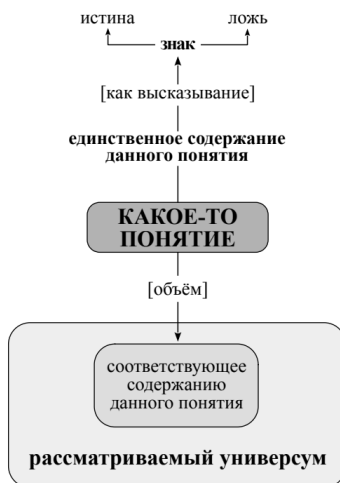 истина ложь
знак
[как высказывание]
единственное содержание
данного понятия
КАКОЕ-ТО
ПОНЯТИЕ
[объём]
соответствующее
содержанию
данного понятия
рассматриваемый универсум